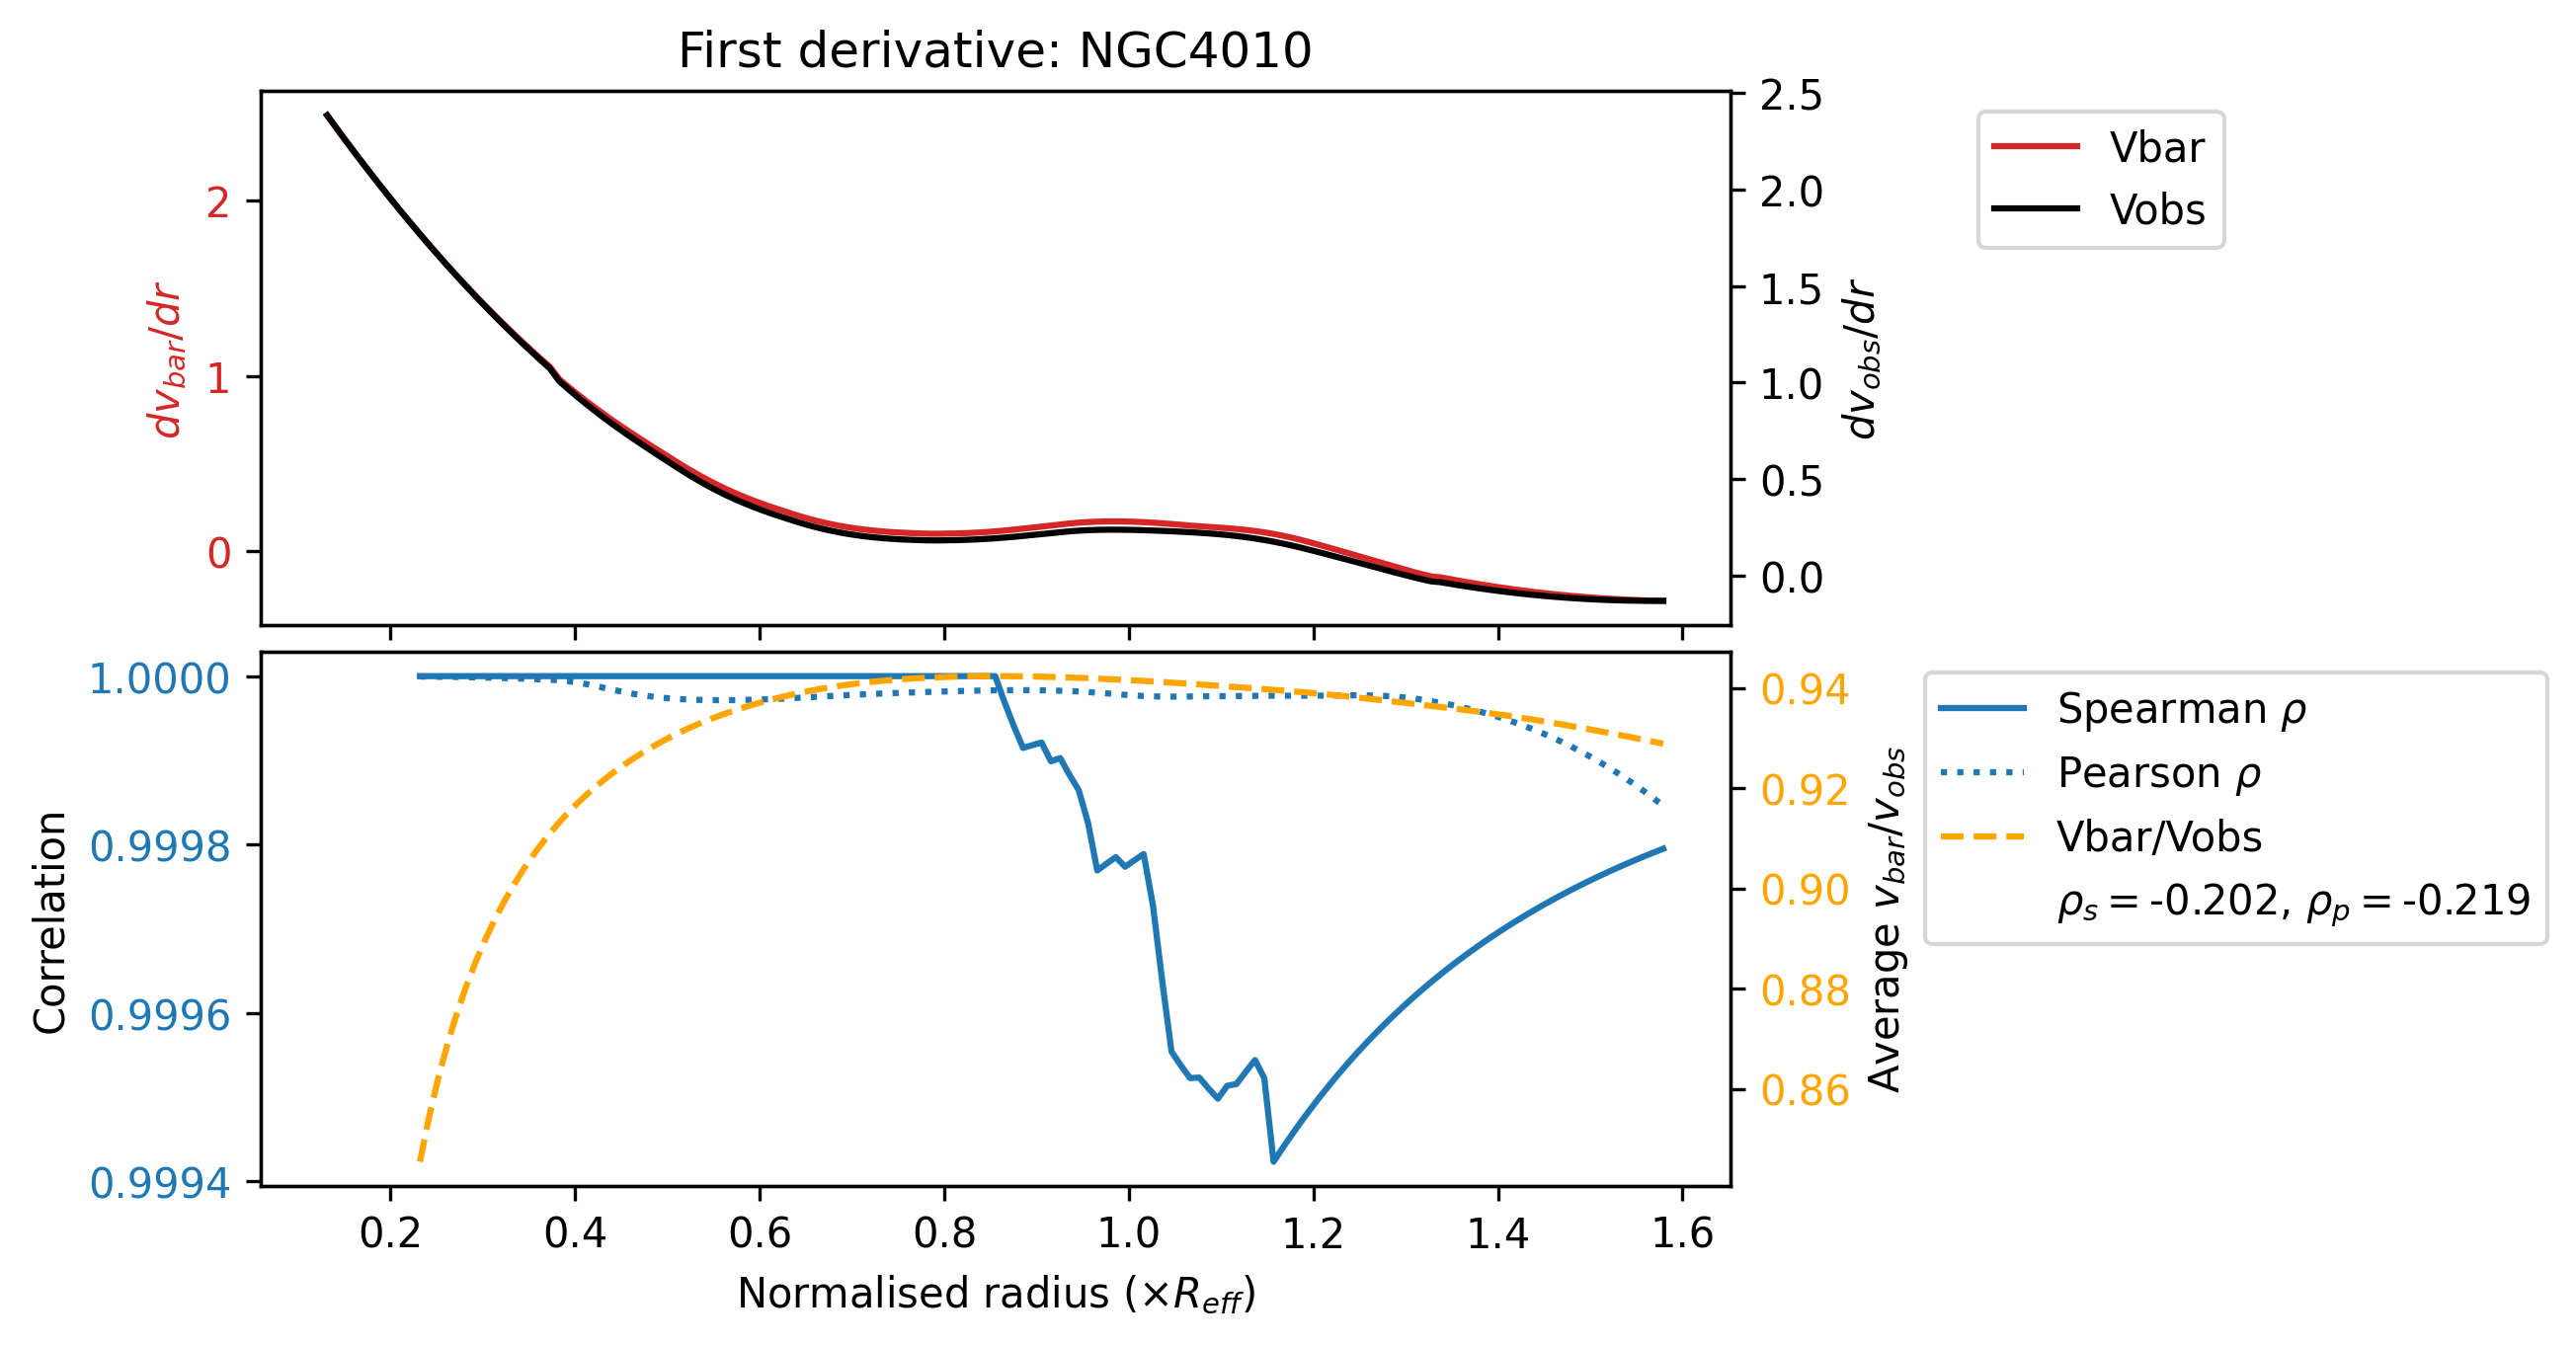 First derivative: NGC4010
dv_bar/dr
2
1
0
2.5
2.0
1.5
1.0
0.5
0.0
dv_obs/dr
Vbar
Vobs
Correlation
1.0000
0.9998
0.9996
0.9994
0.94
0.92
0.90
0.88
0.86
Average v_bar/v_obs
Spearman ρ
Pearson ρ
Vbar/Vobs
ρ_s = -0.202, ρ_p = -0.219
0.2 0.4 0.6 0.8 1.0 1.2 1.4 1.6
Normalised radius (×R_eff)